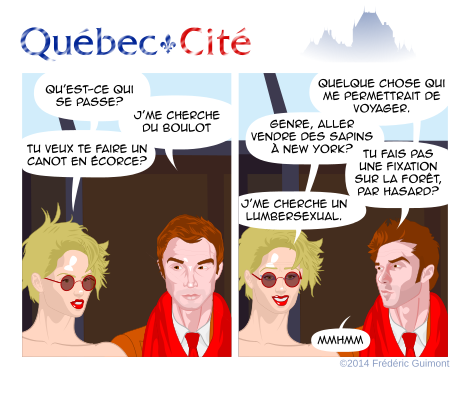 Québec⚜Cité
QU'EST-CE QUI
SE PASSE?
J'ME CHERCHE
DU BOULOT
TU VEUX TE FAIRE UN
CANOT EN ÉCORCE?
QUELQUE CHOSE QUI
ME PERMETTRAIT DE
VOYAGER.
GENRE, ALLER
VENDRE DES SAPINS
À NEW YORK?
TU FAIS PAS
UNE FIXATION
SUR LA FORÊT,
PAR HASARD?
J'ME CHERCHE UN
LUMBERSEXUAL.
MMHMM
©2014 Frédéric Guimont